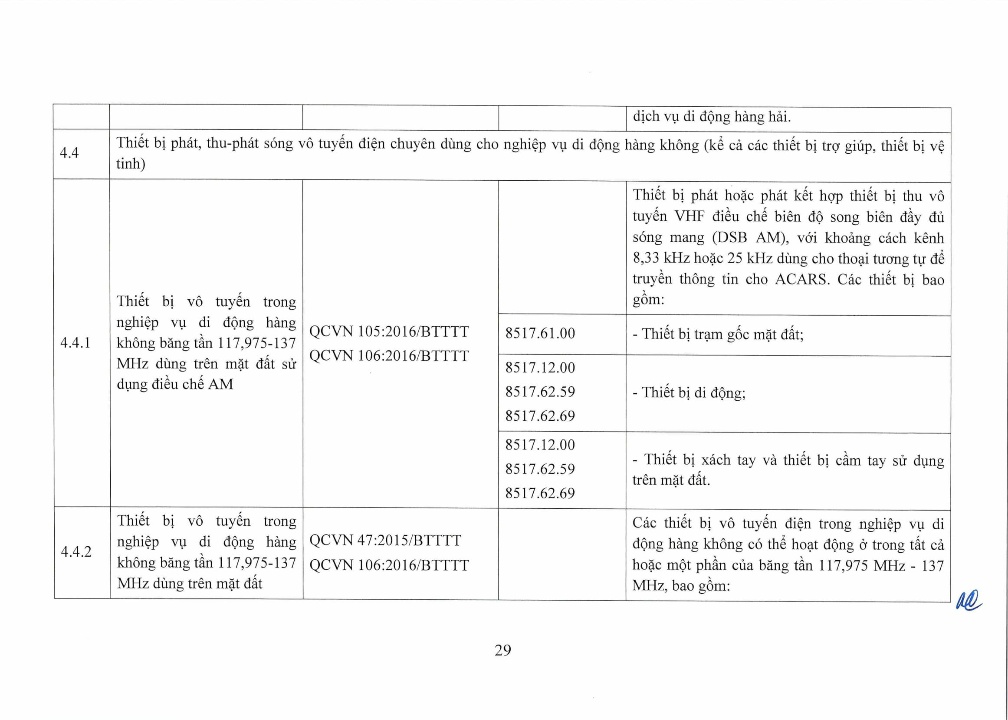 dịch vụ di động hàng hải.
4.4
Thiết bị phát, thu-phát sóng vô tuyến điện chuyên dùng cho nghiệp vụ di động hàng không (kể cả các thiết bị trợ giúp, thiết bị vệ
tinh)
4.4.1
Thiết bị vô tuyến trong
nghiệp vụ di động hàng
không băng tần 117,975-137
MHz dùng trên mặt đất sử
dụng điều chế AM
QCVN 105:2016/BTTTT
QCVN 106:2016/BTTTT
Thiết bị phát hoặc phát kết hợp thiết bị thu vô
tuyến VHF điều chế biên độ song biên đầy đủ
sóng mang (DSB AM), với khoảng cách kênh
8,33 kHz hoặc 25 kHz dùng cho thoại tương tự để
truyền thông tin cho ACARS. Các thiết bị bao
gồm:
8517.61.00
- Thiết bị trạm gốc mặt đất;
8517.12.00
8517.62.59
8517.62.69
- Thiết bị di động;
8517.12.00
8517.62.59
8517.62.69
- Thiết bị xách tay và thiết bị cầm tay sử dụng
trên mặt đất.
4.4.2
Thiết bị vô tuyến trong
nghiệp vụ di động hàng
không băng tần 117,975-137
MHz dùng trên mặt đất
QCVN 47:2015/BTTTT
QCVN 106:2016/BTTTT
Các thiết bị vô tuyến điện trong nghiệp vụ di
động hàng không có thể hoạt động ở trong tất cả
hoặc một phần của băng tần 117,975 MHz - 137
MHz, bao gồm:
29